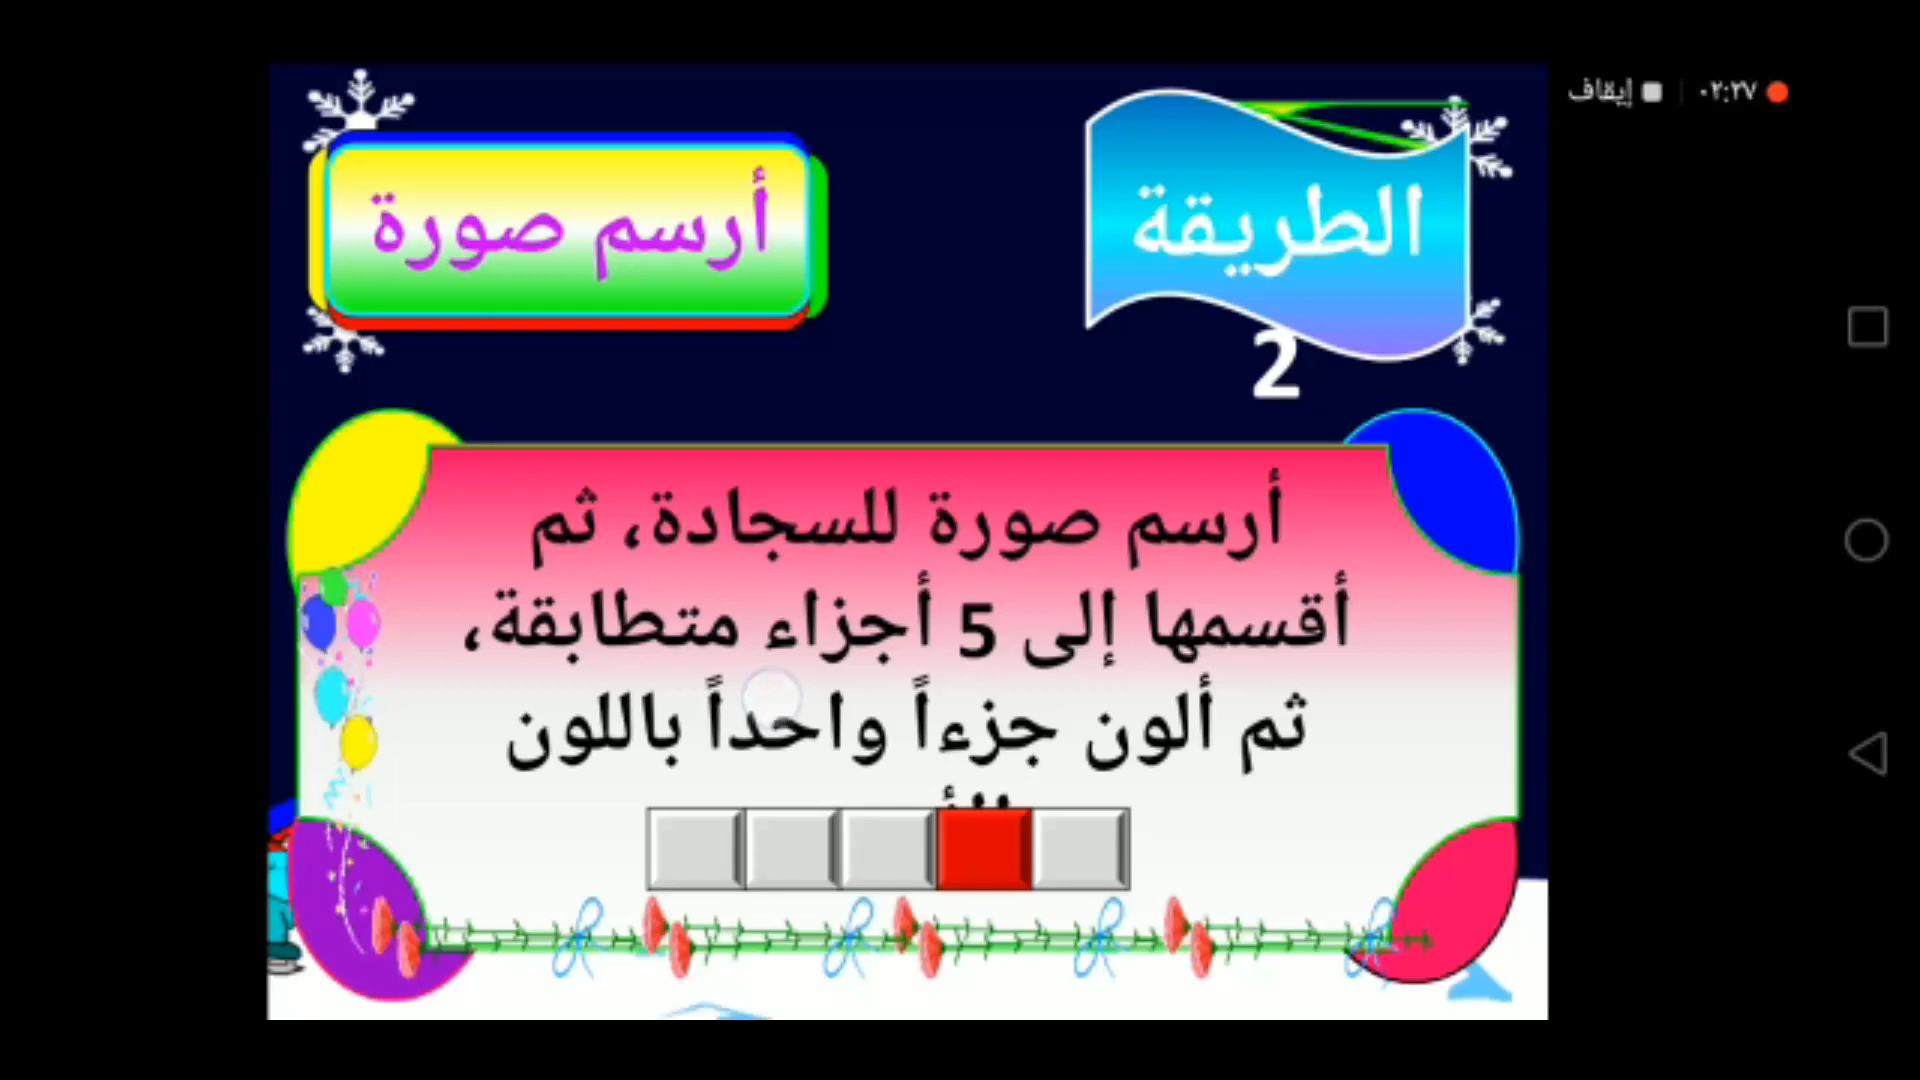 إيقاف ٠٢:٢٧
الطريقة
2
أرسم صورة
أرسم صورة للسجادة، ثم
أقسمها إلى 5 أجزاء متطابقة،
ثم ألون جزءاً واحداً باللون